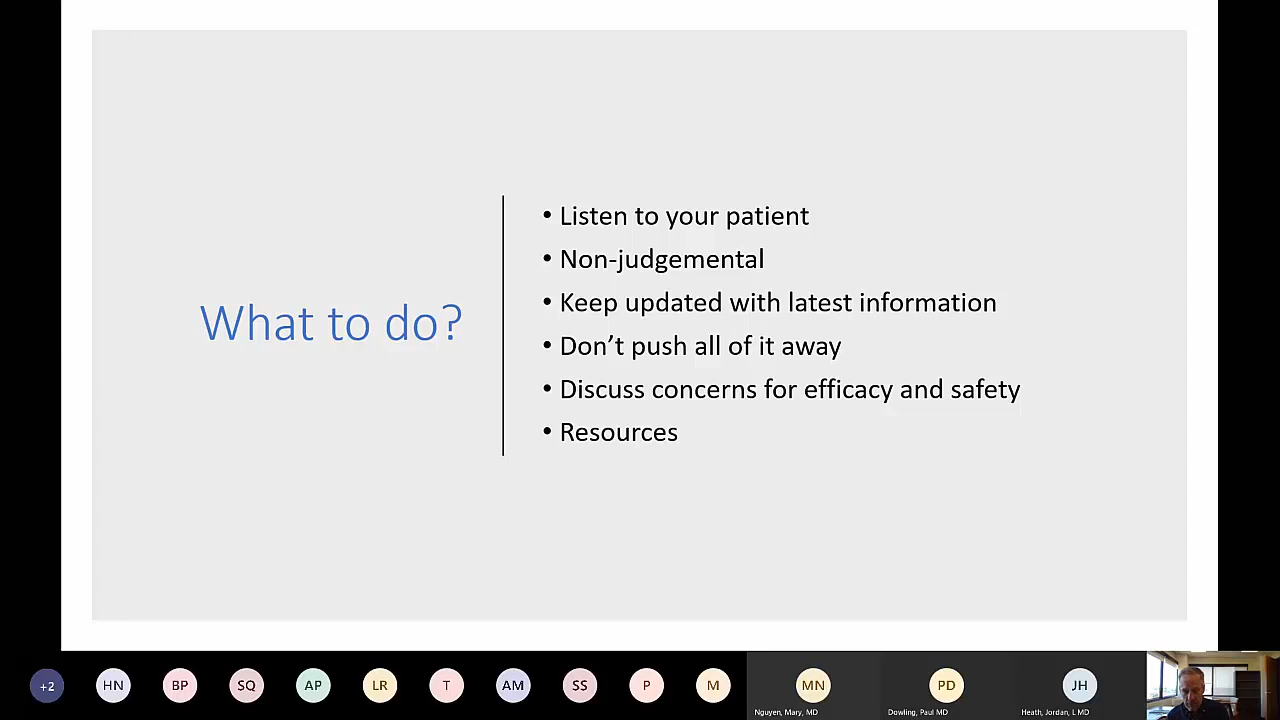 What to do?
• Listen to your patient
• Non-judgemental
• Keep updated with latest information
• Don’t push all of it away
• Discuss concerns for efficacy and safety
• Resources
+2
HN
BP
SQ
AP
LR
T
AM
SS
P
M
MN
PD
JH
Nguyen, Mary, MD
Dowling, Paul MD
Heath, Jordan, L MD